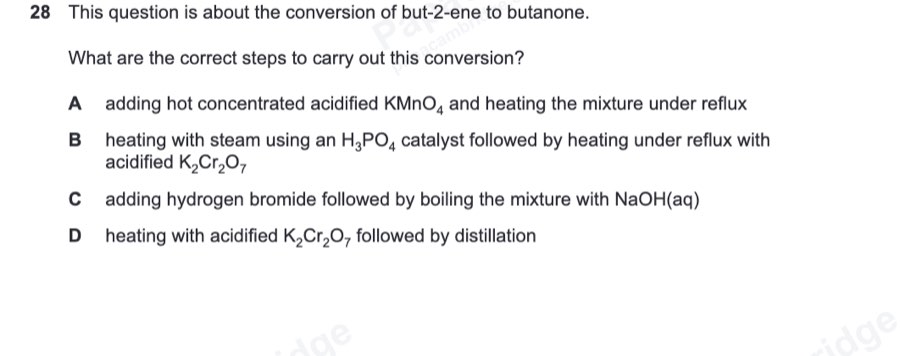 28 This question is about the conversion of but-2-ene to butanone.
What are the correct steps to carry out this conversion?
A adding hot concentrated acidified KMnO₄ and heating the mixture under reflux
B heating with steam using an H₃PO₄ catalyst followed by heating under reflux with
acidified K₂Cr₂O₇
C adding hydrogen bromide followed by boiling the mixture with NaOH(aq)
D heating with acidified K₂Cr₂O₇ followed by distillation